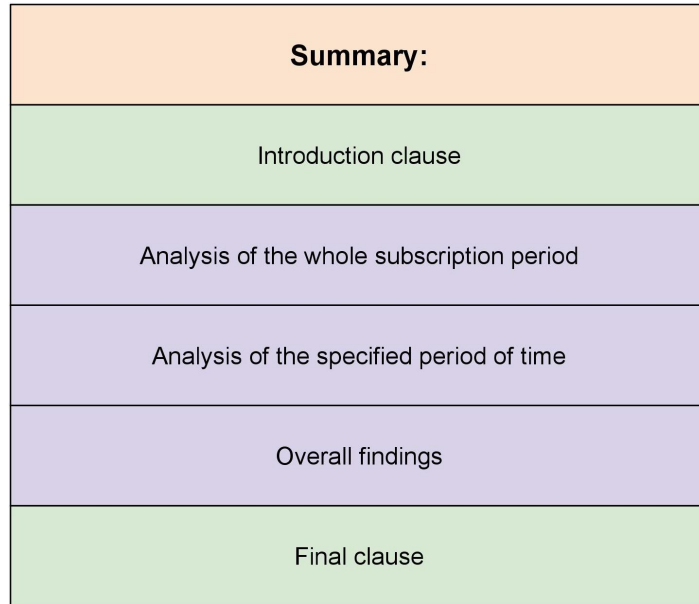 Summary:
Introduction clause
Analysis of the whole subscription period
Analysis of the specified period of time
Overall findings
Final clause